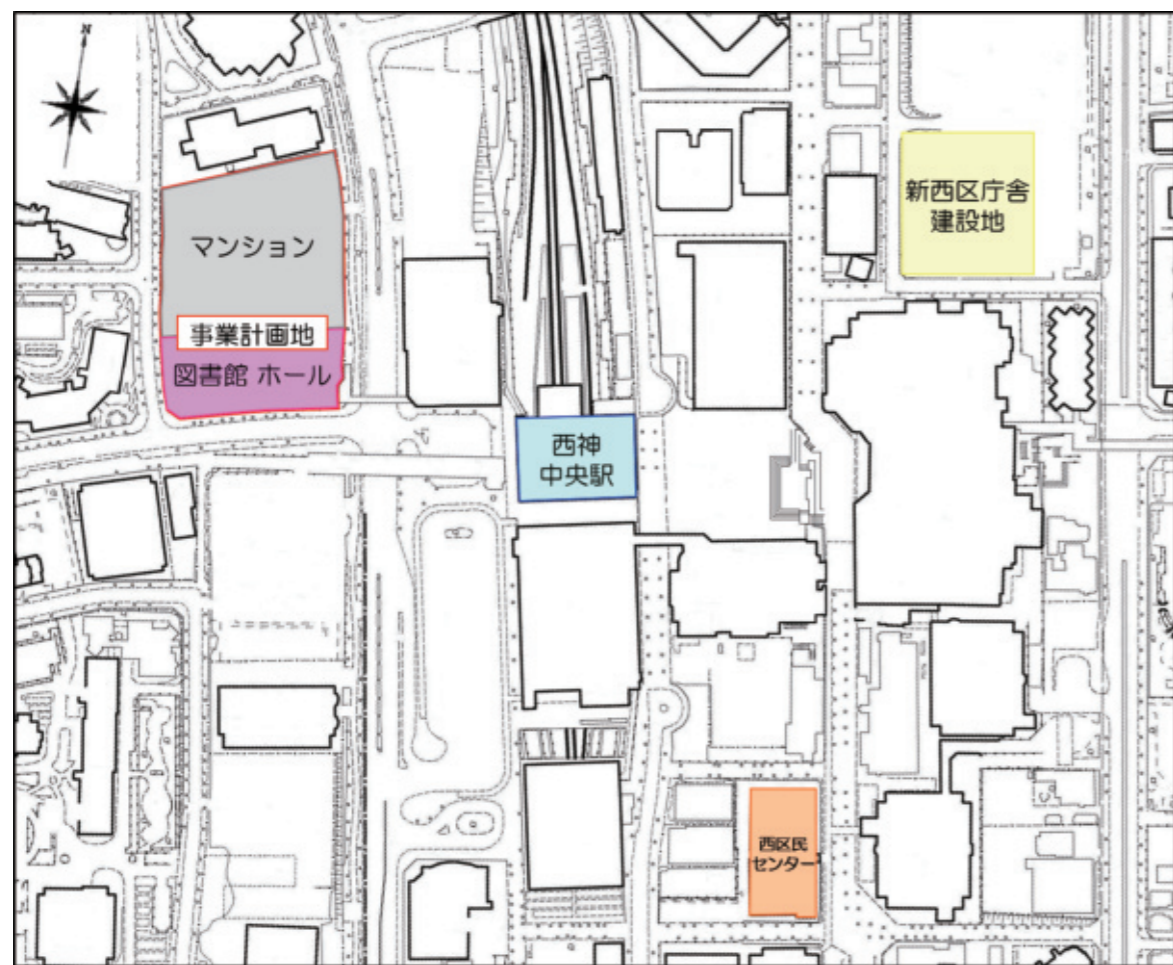 N
マンション
事業計画地
図書館 ホール
西神
中央駅
新西区庁舎
建設地
西区民
センター